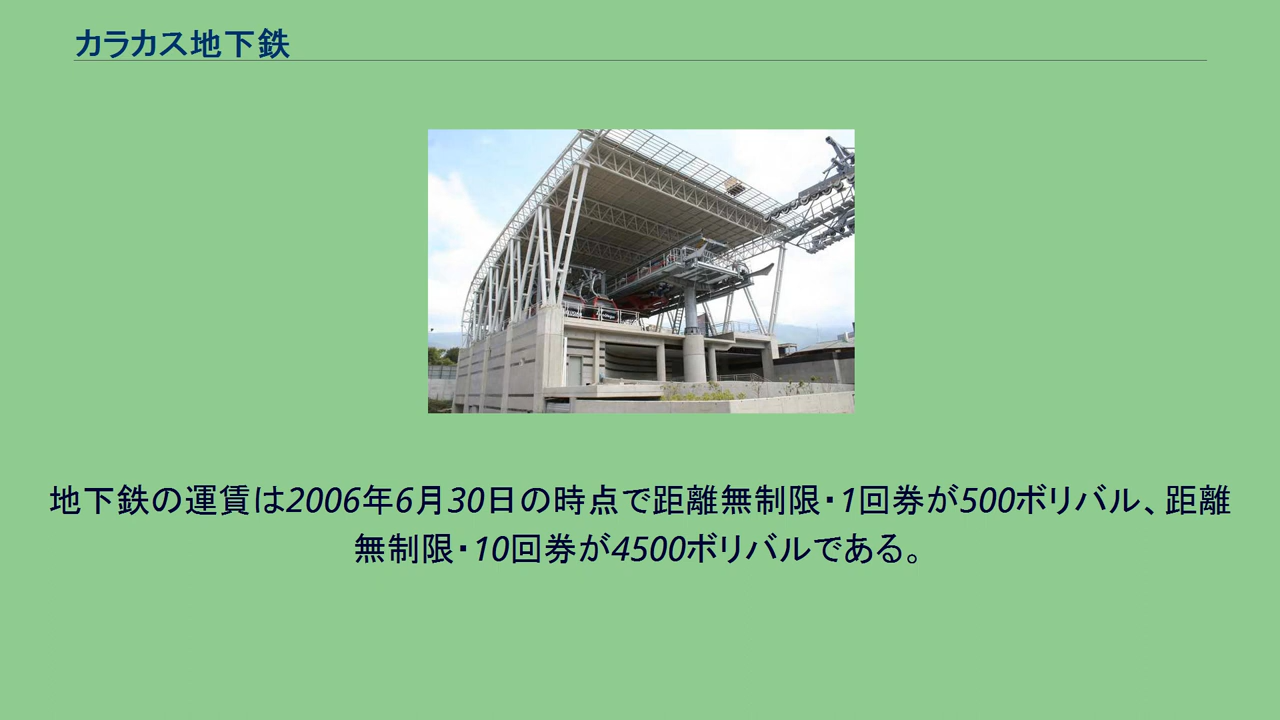 カラカス地下鉄
地下鉄の運賃は2006年6月30日の時点で距離無制限・1回券が500ボリバル、距離
無制限・10回券が4500ボリバルである。